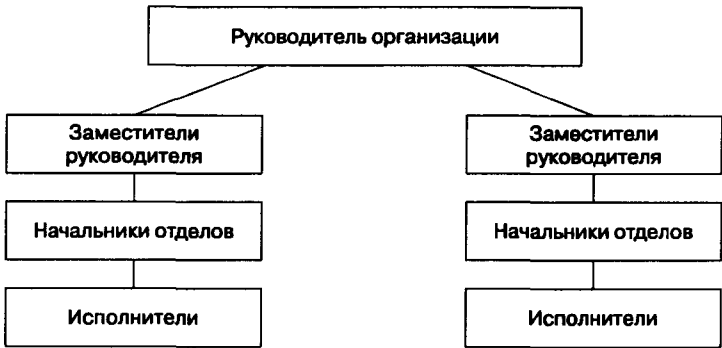 Руководитель организации
Заместители
руководителя
Заместители
руководителя
Начальники отделов
Начальники отделов
Исполнители
Исполнители